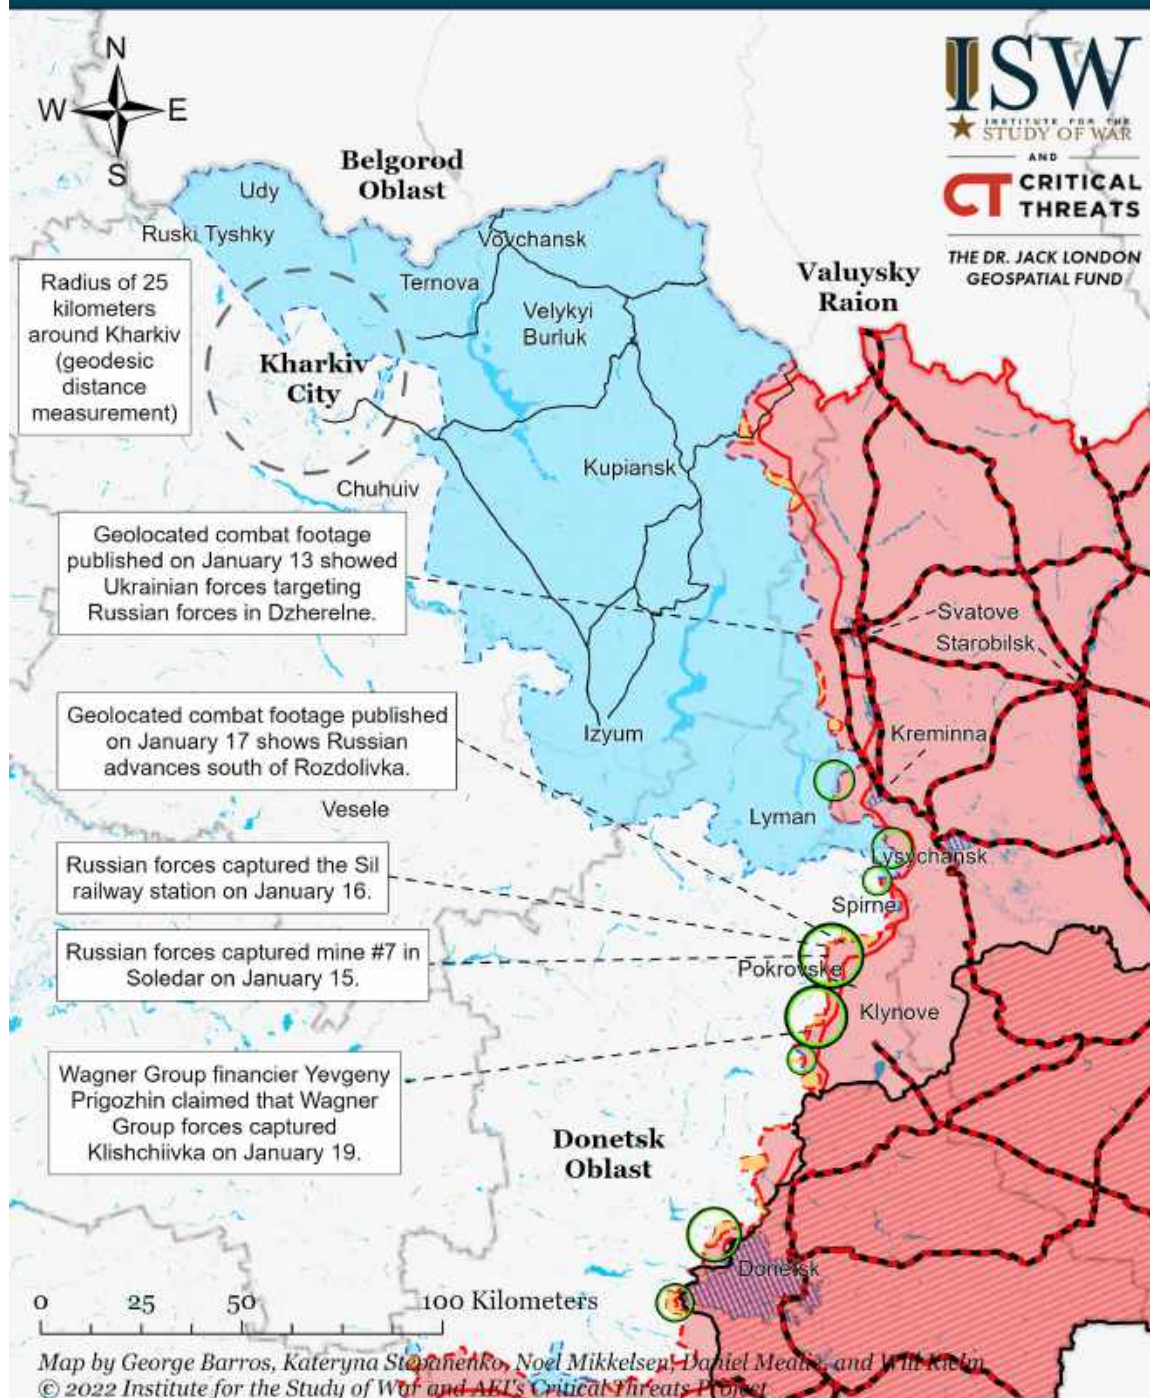 N
W E
S
ISW
INSTITUTE FOR THE
STUDY OF WAR
AND
CT CRITICAL
THREATS
THE DR. JACK LONDON
GEOSPATIAL FUND
Belgorod
Oblast
Udy
Ruski Tyshky
Vovchansk
Ternova
Valuysky
Raion
Radius of 25
kilometers
around Kharkiv
(geodesic
distance
measurement)
Velykyi
Burluk
Kharkiv
City
Kupiansk
Chuhuiv
Geolocated combat footage
published on January 13 showed
Ukrainian forces targeting
Russian forces in Dzherelne.
Svatove
Starobilsk
Geolocated combat footage published
on January 17 shows Russian
advances south of Rozdolivka.
Izyum
Kreminna
Vesele
Lyman
Russian forces captured the Sil
railway station on January 16.
Lysychansk
Spirne
Russian forces captured mine #7 in
Soledar on January 15.
Pokrovske
Klynove
Wagner Group financier Yevgeny
Prigozhin claimed that Wagner
Group forces captured
Klishchiivka on January 19.
Donetsk
Oblast
Donetsk
0 25 50 100 Kilometers
Map by George Barros, Kateryna Stepanenko, Noel Mikkelsen, Daniel Mealie, and Will Kielm
© 2022 Institute for the Study of War and AEI's Critical Threats Project